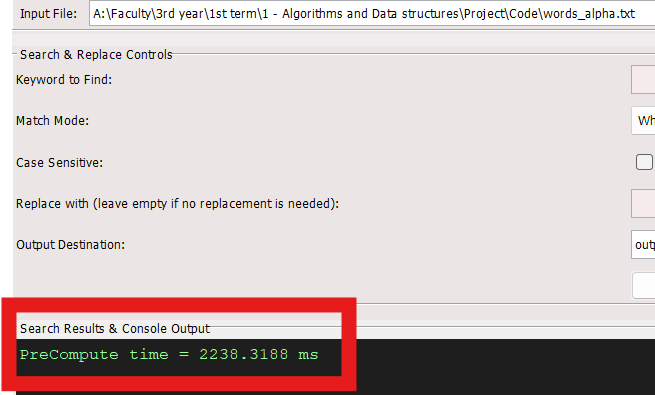 Input File: A:\Faculty\3rd year\1st term\1 - Algorithms and Data structures\Project\Code\words_alpha.txt
Search & Replace Controls
Keyword to Find:
Match Mode: Wh
Case Sensitive:
Replace with (leave empty if no replacement is needed):
Output Destination: outp
Search Results & Console Output
PreCompute time = 2238.3188 ms